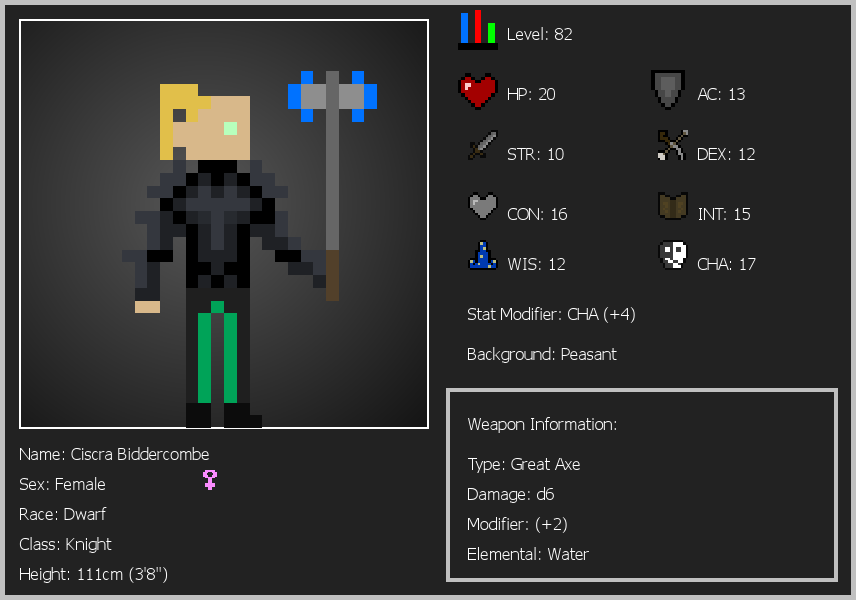 Level: 82
HP: 20
AC: 13
STR: 10
DEX: 12
CON: 16
INT: 15
WIS: 12
CHA: 17
Stat Modifier: CHA (+4)
Background: Peasant
Weapon Information:
Type: Great Axe
Damage: d6
Modifier: (+2)
Elemental: Water
Name: Ciscra Biddercombe
Sex: Female
Race: Dwarf
Class: Knight
Height: 111cm (3'8")